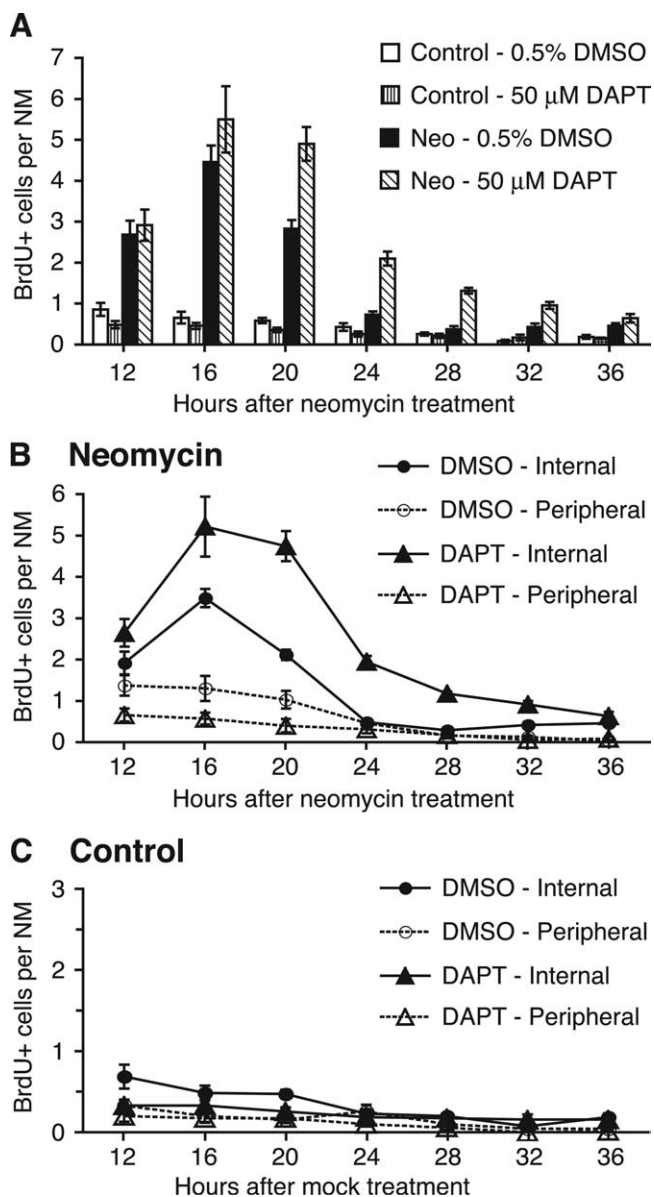 A
7
6
5
4
3
2
1
0
BrdU+ cells per NM
Control - 0.5% DMSO
Control - 50 μM DAPT
Neo - 0.5% DMSO
Neo - 50 μM DAPT
12 16 20 24 28 32 36
Hours after neomycin treatment
B Neomycin
6
5
4
3
2
1
0
BrdU+ cells per NM
DMSO - Internal
DMSO - Peripheral
DAPT - Internal
DAPT - Peripheral
12 16 20 24 28 32 36
Hours after neomycin treatment
C Control
3
2
1
0
BrdU+ cells per NM
DMSO - Internal
DMSO - Peripheral
DAPT - Internal
DAPT - Peripheral
12 16 20 24 28 32 36
Hours after mock treatment